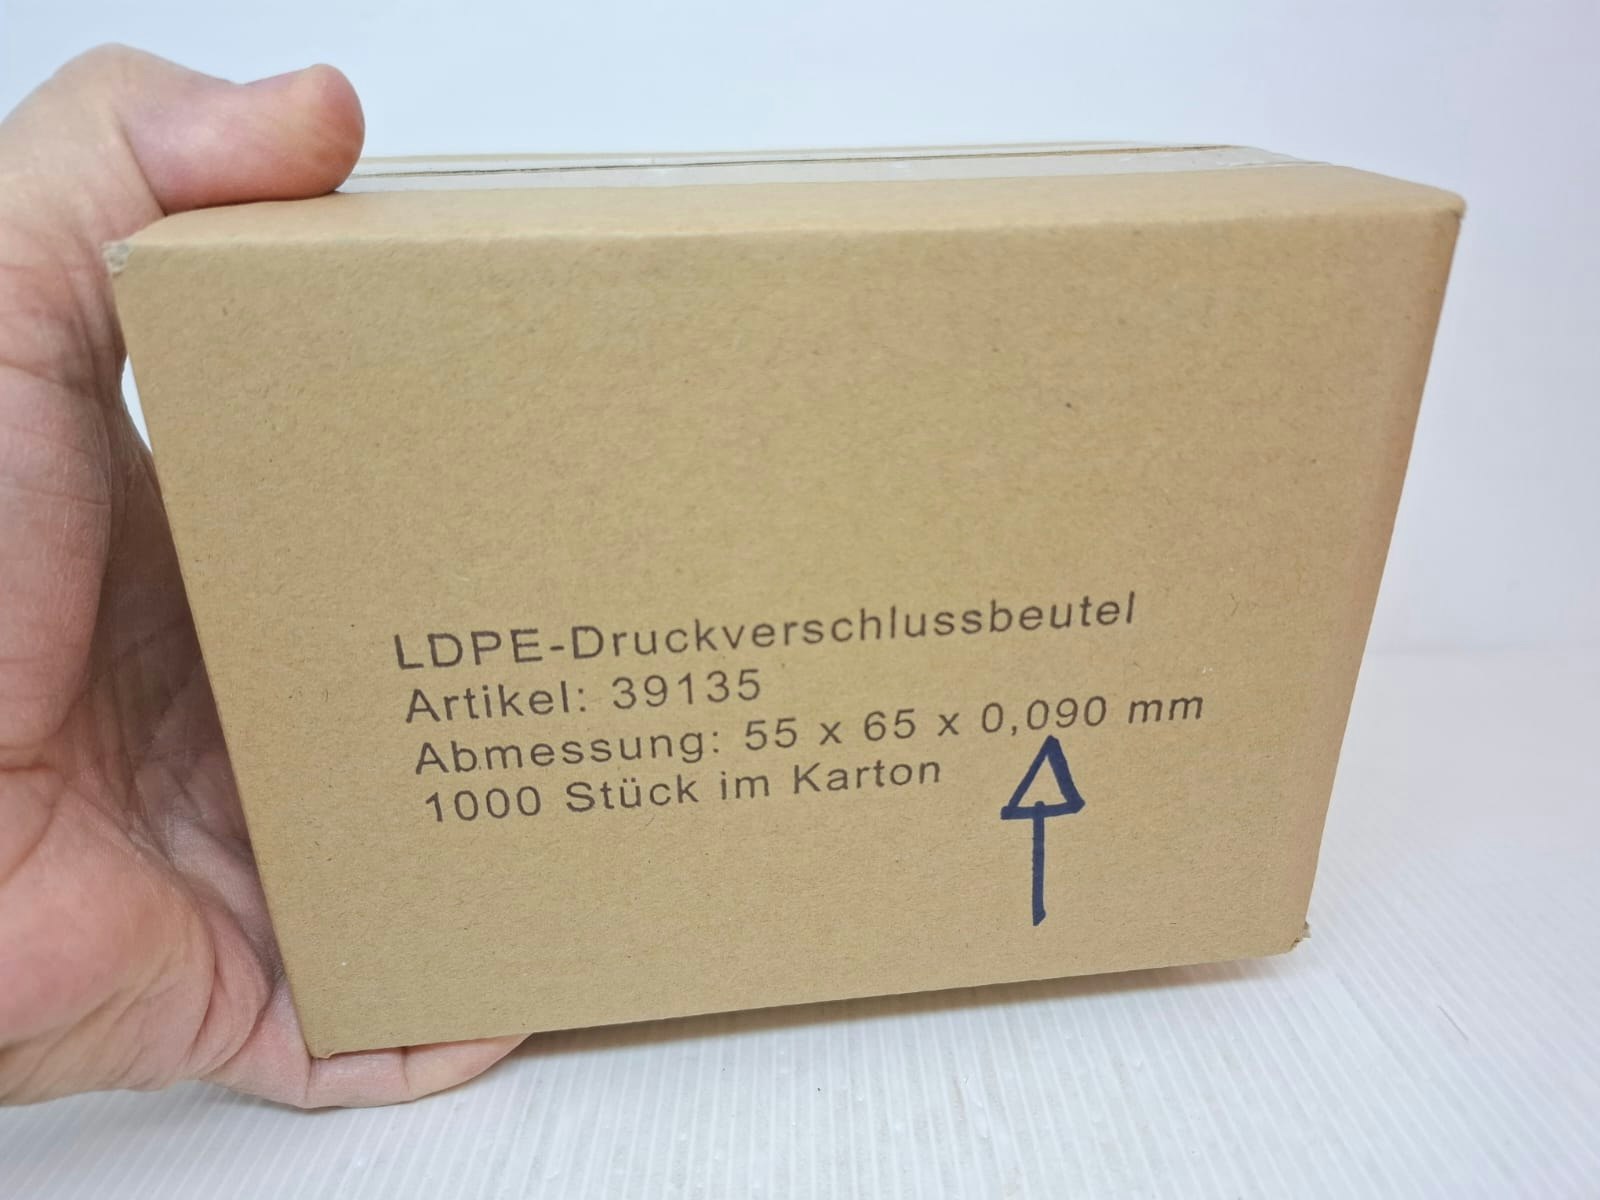 LDPE-Druckverschlussbeutel
Artikel: 39135
Abmessung: 55 x 65 x 0,090 mm
1000 Stück im Karton